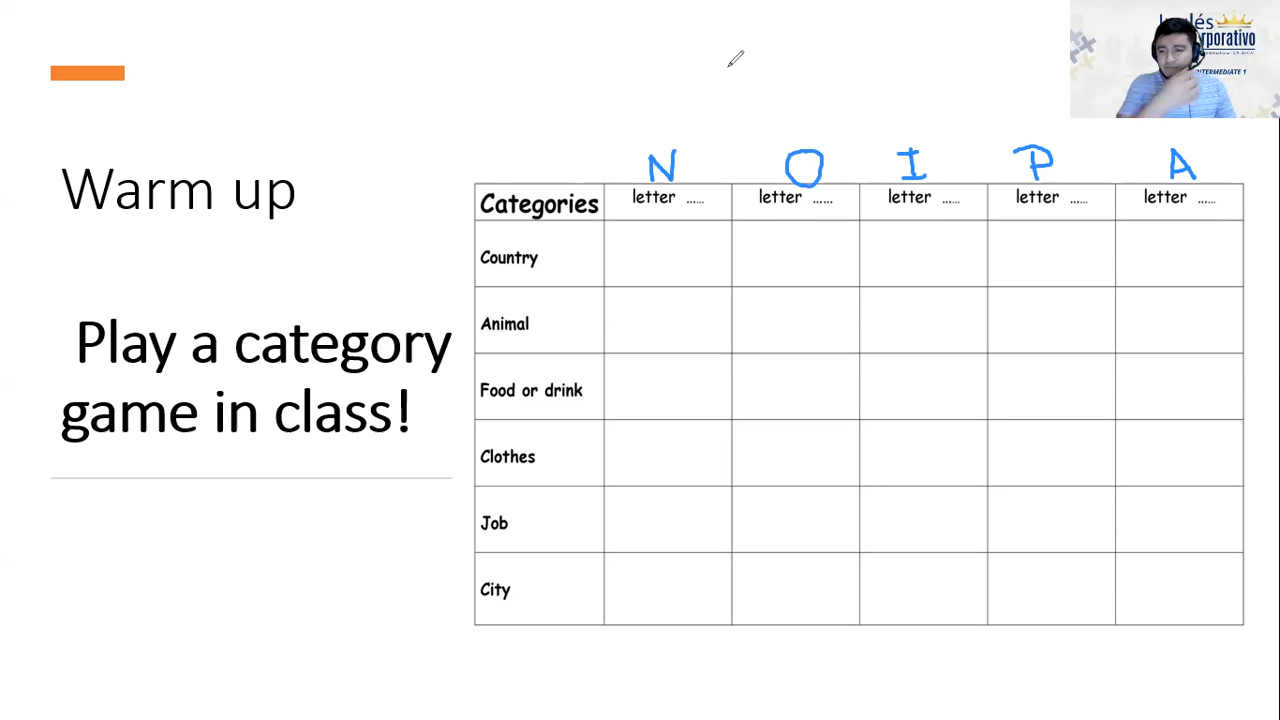 Warm up
Play a category
game in class!
N O I P A
Categories letter ...... letter ...... letter ...... letter ...... letter ......
Country
Animal
Food or drink
Clothes
Job
City
INTERMEDIATE 1